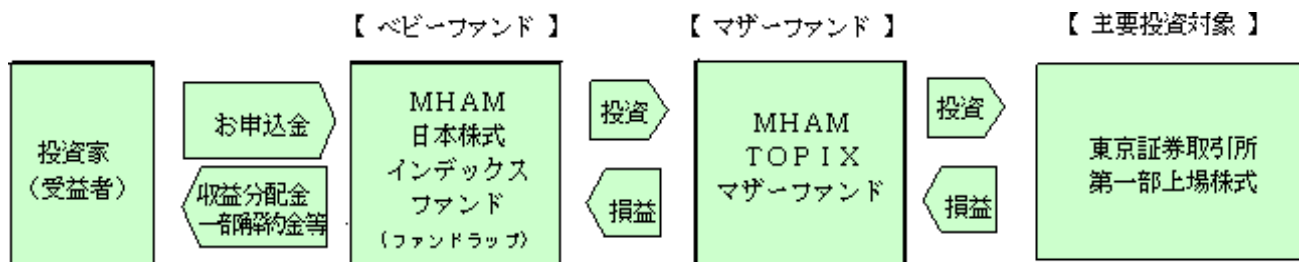 【 ベビーファンド 】
【 マザーファンド 】
【 主要投資対象 】
投資家
（受益者）
お申込金
収益分配金
一部解約金等
ＭＨＡＭ
日本株式
インデックス
ファンド
（ファンドラップ）
投資
損益
ＭＨＡＭ
ＴＯＰＩＸ
マザーファンド
投資
損益
東京証券取引所
第一部上場株式